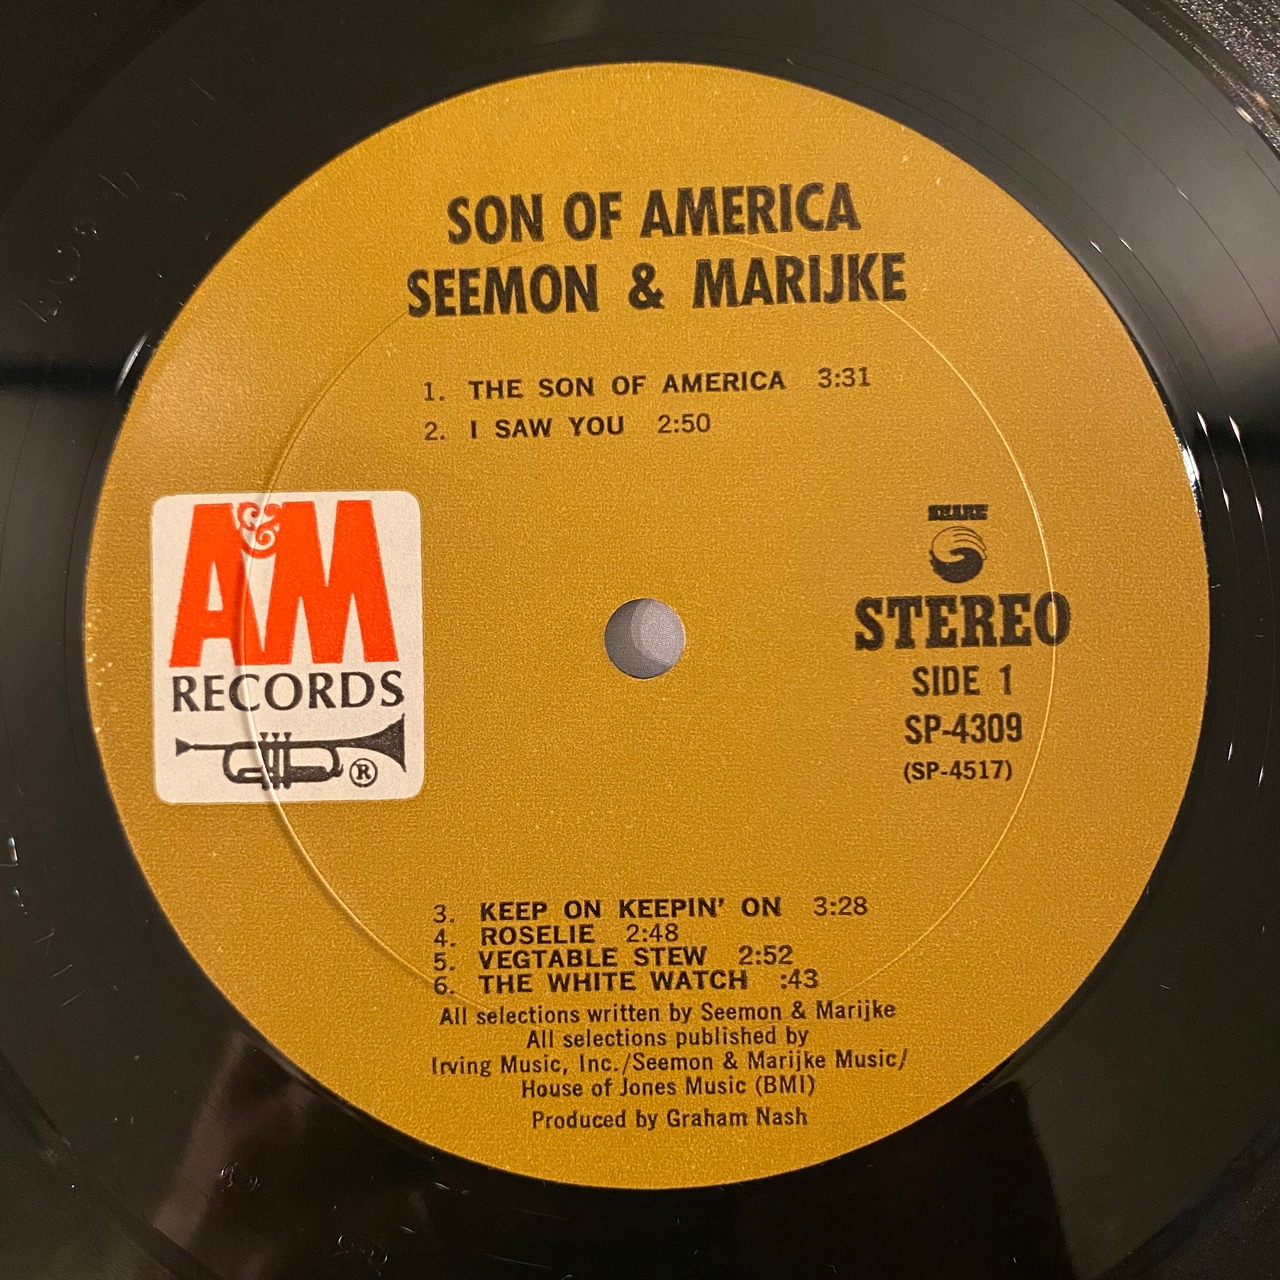 SON OF AMERICA
SEEMON & MARIJKE
1. THE SON OF AMERICA 3:31
2. I SAW YOU 2:50
A&M
RECORDS
®
SHARE
STEREO
SIDE 1
SP-4309
(SP-4517)
3. KEEP ON KEEPIN' ON 3:28
4. ROSELIE 2:48
5. VEGTABLE STEW 2:52
6. THE WHITE WATCH :43
All selections written by Seemon & Marijke
All selections published by
Irving Music, Inc./Seemon & Marijke Music/
House of Jones Music (BMI)
Produced by Graham Nash